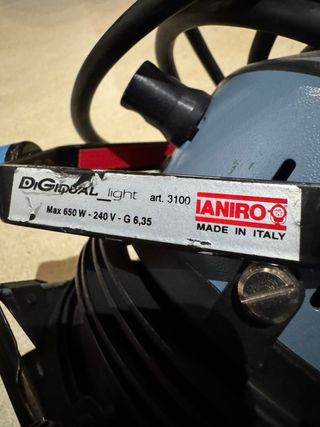 DiGiDUAL_light art. 3100 IANIRO
Max 650 W - 240 V - G 6,35 MADE IN ITALY